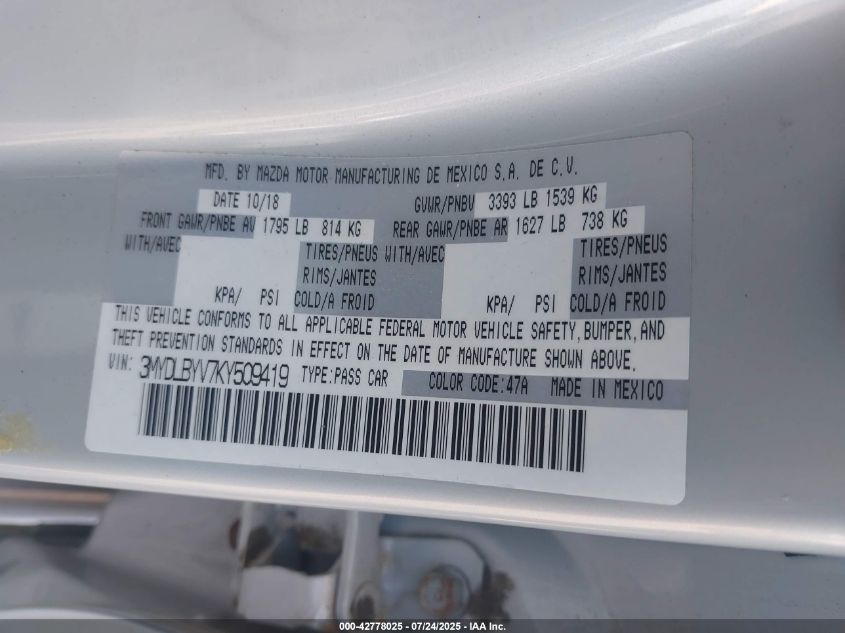 MFD. BY MAZDA MOTOR MANUFACTURING DE MEXICO S.A. DE C.V.
DATE 10/18 GVWR/PNBV 3393 LB 1539 KG
FRONT GAWR/PNBE AV 1795 LB 814 KG REAR GAWR/PNBE AR 1627 LB 738 KG
WITH/AVEC TIRES/PNEUS WITH/AVEC TIRES/PNEUS
RIMS/JANTES RIMS/JANTES
KPA/ PSI COLD/A FROID KPA/ PSI COLD/A FROID
THIS VEHICLE CONFORMS TO ALL APPLICABLE FEDERAL MOTOR VEHICLE SAFETY, BUMPER, AND
THEFT PREVENTION STANDARDS IN EFFECT ON THE DATE OF MANUFACTURE SHOWN ABOVE.
VIN: 3MYDLBYV7KY509419 TYPE:PASS CAR COLOR CODE:47A MADE IN MEXICO
000-42778025 - 07/24/2025 - IAA Inc.